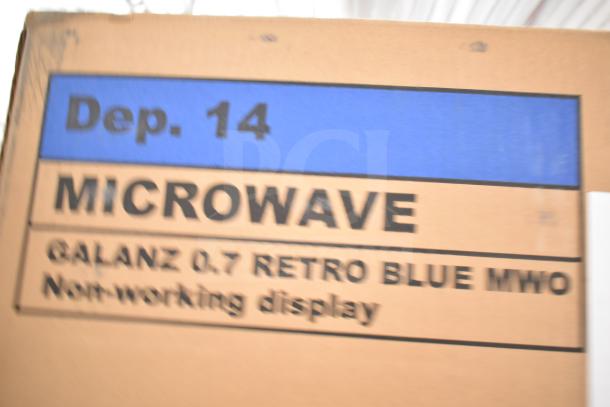 Dep. 14
MICROWAVE
GALANZ 0.7 RETRO BLUE MWO
Non-working display